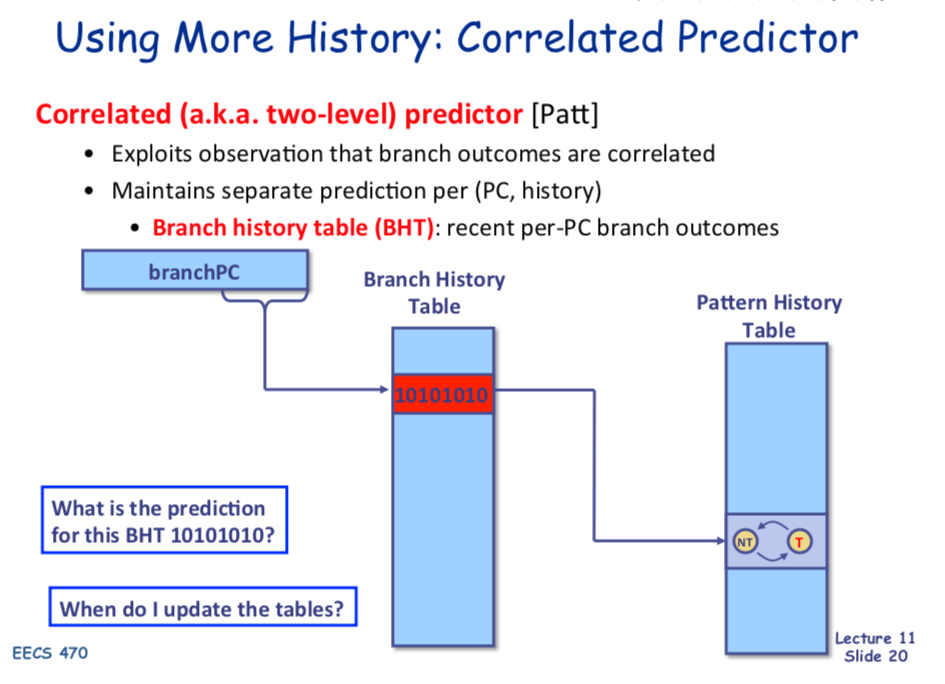 Using More History: Correlated Predictor
Correlated (a.k.a. two-level) predictor [Patt]
• Exploits observation that branch outcomes are correlated
• Maintains separate prediction per (PC, history)
• Branch history table (BHT): recent per-PC branch outcomes
branchPC
Branch History
Table
Pattern History
Table
10101010
What is the prediction
for this BHT 10101010?
NT
T
When do I update the tables?
EECS 470
Lecture 11
Slide 20